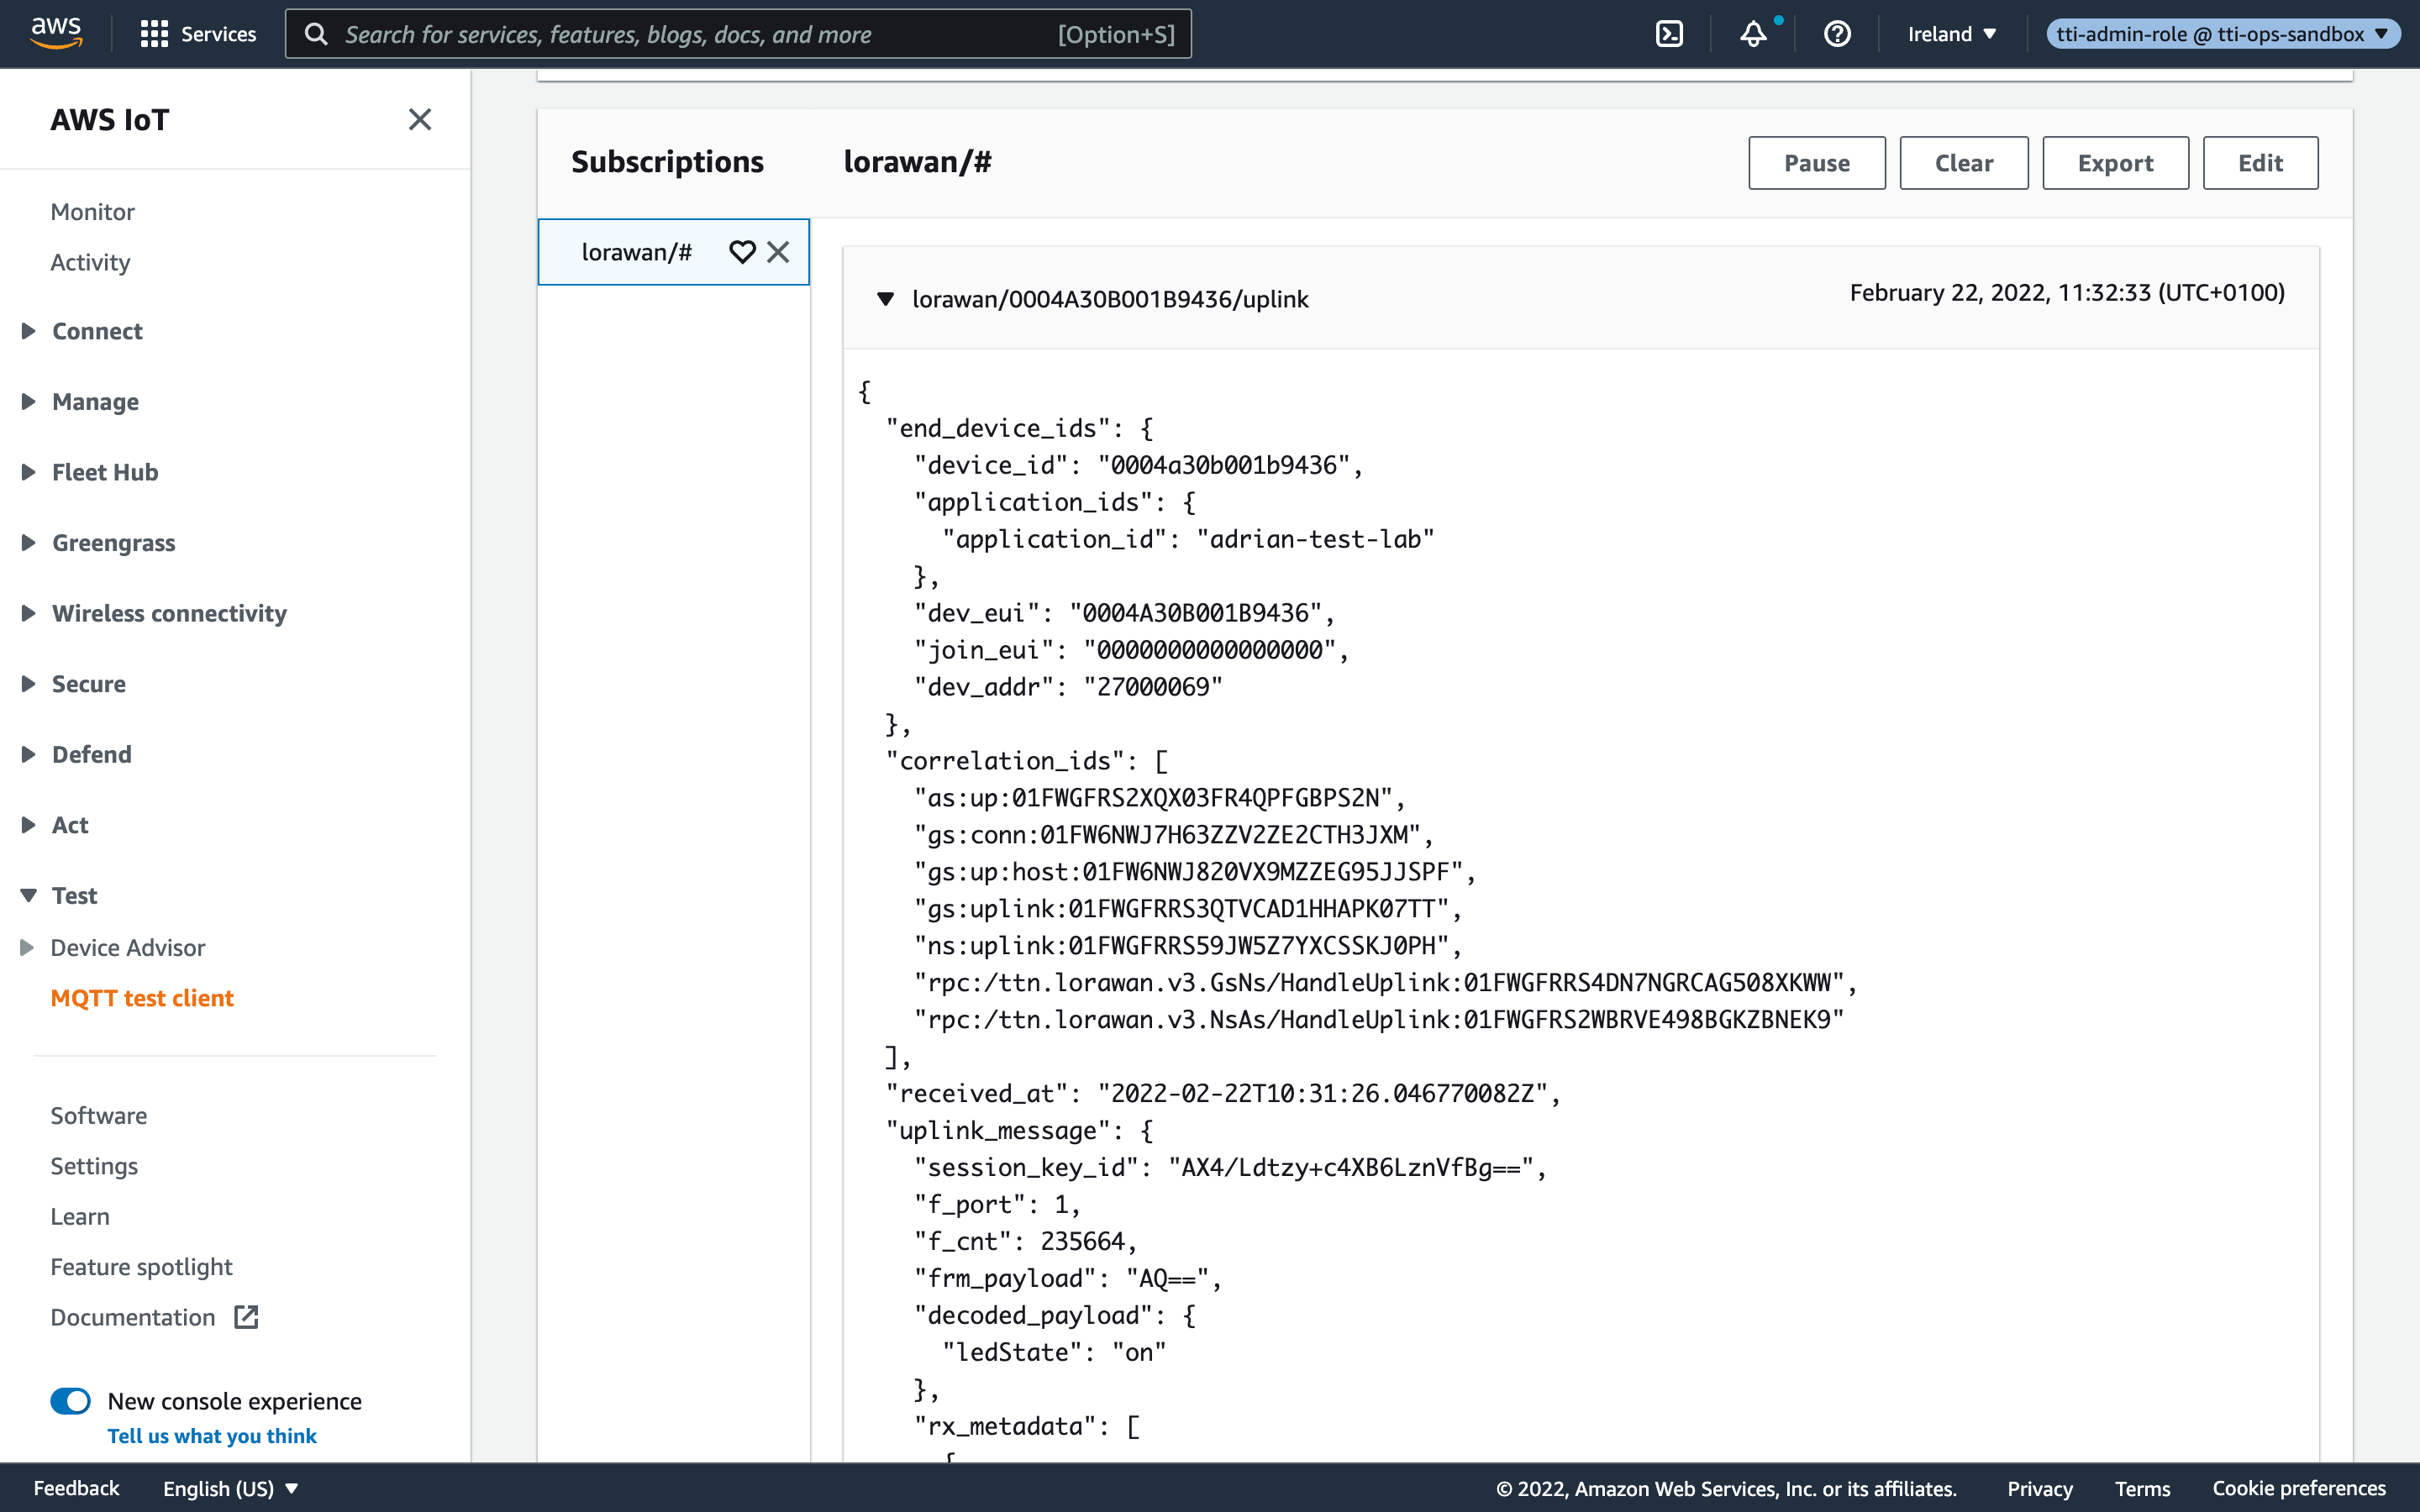 aws
Services
Search for services, features, blogs, docs, and more
[Option+S]
Ireland
tti-admin-role @ tti-ops-sandbox
AWS IoT
Monitor
Activity
Connect
Manage
Fleet Hub
Greengrass
Wireless connectivity
Secure
Defend
Act
Test
Device Advisor
MQTT test client
Software
Settings
Learn
Feature spotlight
Documentation
New console experience
Tell us what you think
Subscriptions
lorawan/#
Pause
Clear
Export
Edit
lorawan/#
lorawan/0004A30B001B9436/uplink
February 22, 2022, 11:32:33 (UTC+0100)
{
"end_device_ids": {
"device_id": "0004a30b001b9436",
"application_ids": {
"application_id": "adrian-test-lab"
},
"dev_eui": "0004A30B001B9436",
"join_eui": "0000000000000000",
"dev_addr": "27000069"
},
"correlation_ids": [
"as:up:01FWGFRS2XQX03FR4QPFGBPS2N",
"gs:conn:01FW6NWJ7H63ZZV2ZE2CTH3JXM",
"gs:up:host:01FW6NWJ820VX9MZZEG95JJSPF",
"gs:uplink:01FWGFRRS3QTVCAD1HHAPK07TT",
"ns:uplink:01FWGFRRS59JW5Z7YXCSSKJ0PH",
"rpc:/ttn.lorawan.v3.GsNs/HandleUplink:01FWGFRRS4DN7NGRCAG508XKWW",
"rpc:/ttn.lorawan.v3.NsAs/HandleUplink:01FWGFRS2WBRVE498BGKZBNEK9"
],
"received_at": "2022-02-22T10:31:26.046770082Z",
"uplink_message": {
"session_key_id": "AX4/Ldtzy+c4XB6LznVfBg==",
"f_port": 1,
"f_cnt": 235664,
"frm_payload": "AQ==",
"decoded_payload": {
"ledState": "on"
},
"rx_metadata": [
{
Feedback
English (US)
© 2022, Amazon Web Services, Inc. or its affiliates.
Privacy
Terms
Cookie preferences